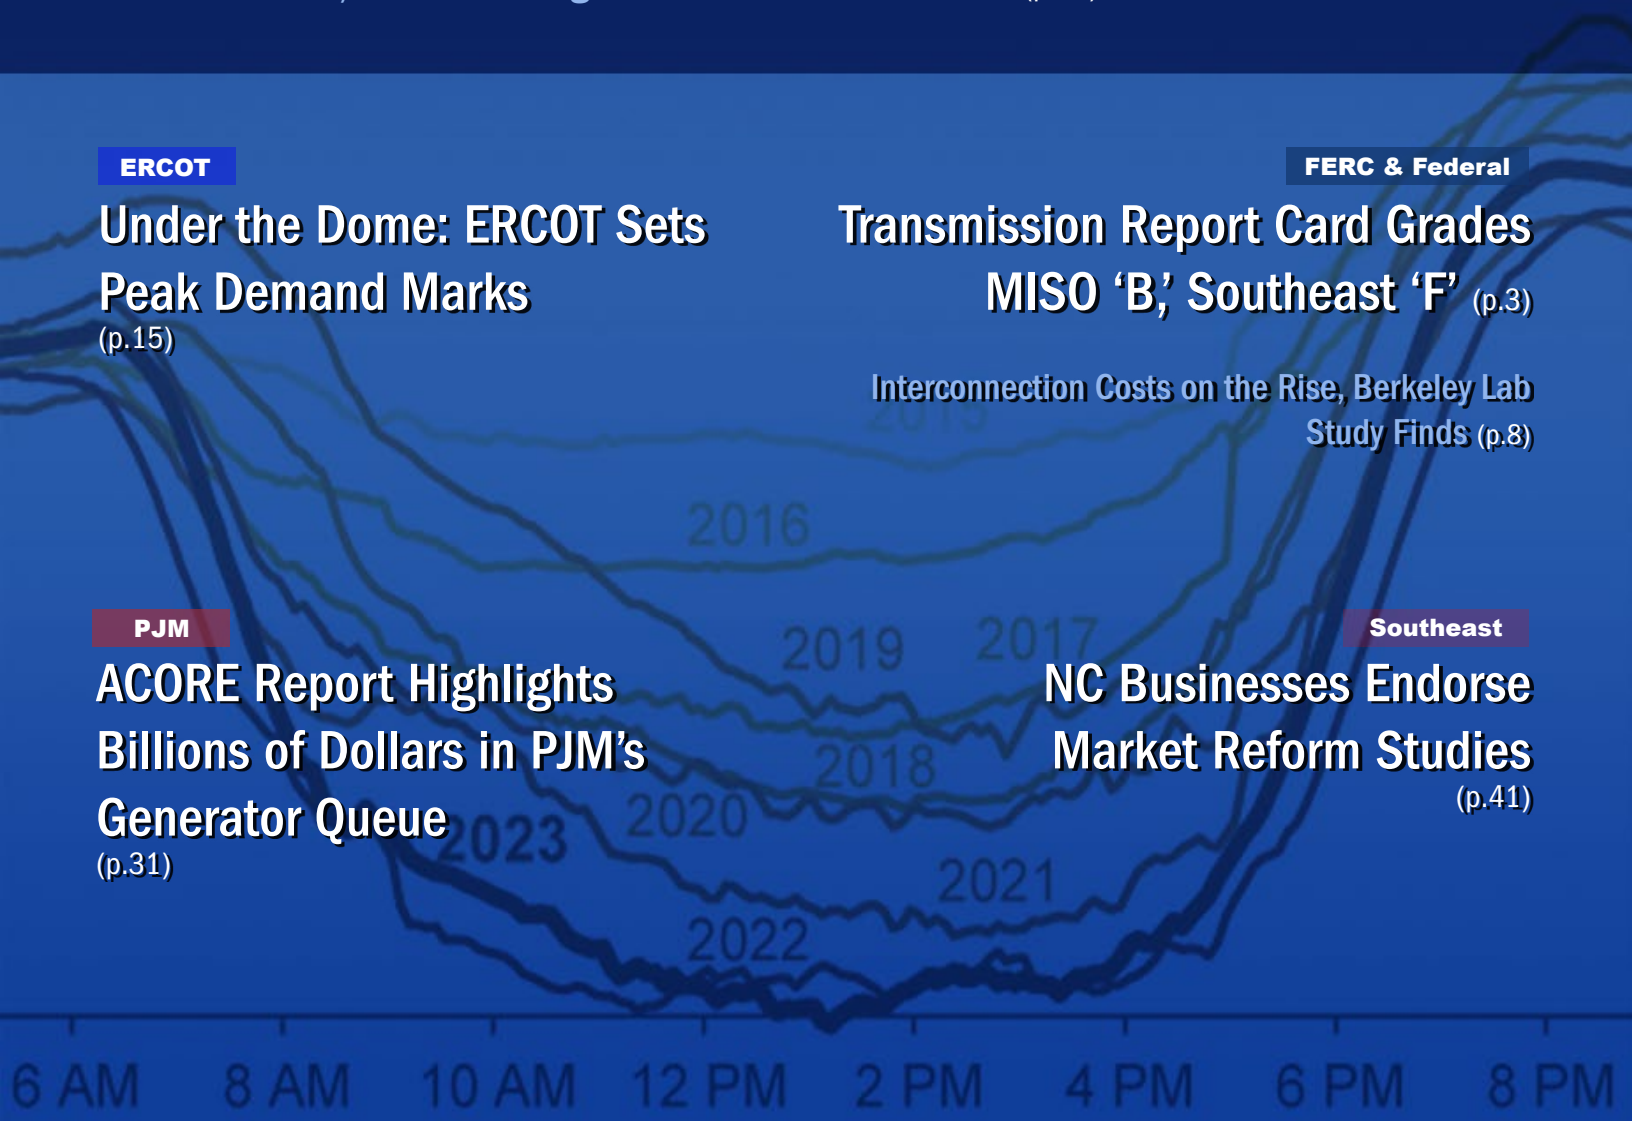 ERCOT
Under the Dome: ERCOT Sets
Peak Demand Marks
(p.15)
FERC & Federal
Transmission Report Card Grades
MISO ‘B,’ Southeast ‘F’ (p.3)
Interconnection Costs on the Rise, Berkeley Lab
Study Finds (p.8)
PJM
ACORE Report Highlights
Billions of Dollars in PJM’s
Generator Queue
(p.31)
Southeast
NC Businesses Endorse
Market Reform Studies
(p.41)
2015
2016
2019
2017
2018
2020
2023
2021
2022
6 AM 8 AM 10 AM 12 PM 2 PM 4 PM 6 PM 8 PM